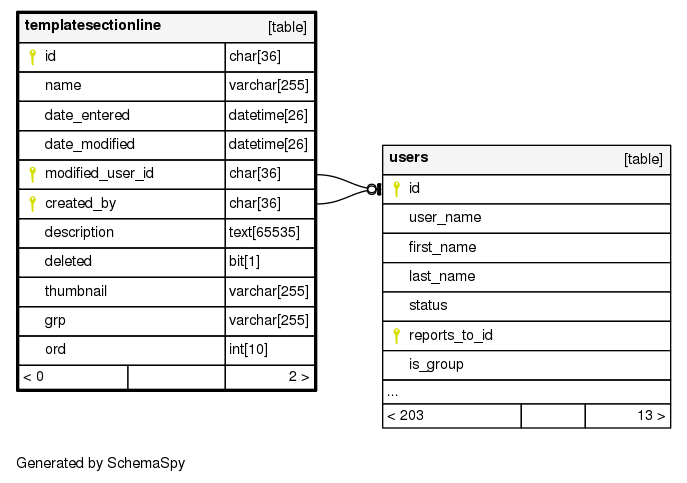 templatesectionline [table]
id char[36]
name varchar[255]
date_entered datetime[26]
date_modified datetime[26]
modified_user_id char[36]
created_by char[36]
description text[65535]
deleted bit[1]
thumbnail varchar[255]
grp varchar[255]
ord int[10]
< 0 2 >
users [table]
id
user_name
first_name
last_name
status
reports_to_id
is_group
...
< 203 13 >
Generated by SchemaSpy